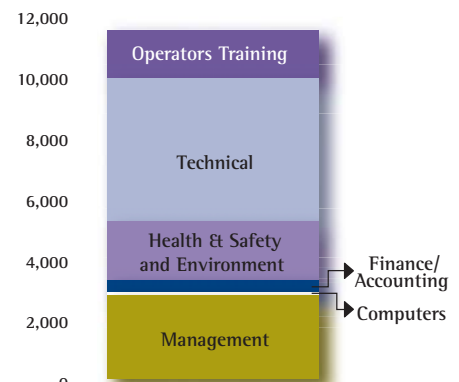 12,000
Operators Training
10,000
8,000
Technical
6,000
Health & Safety
and Environment
4,000
Finance/
Accounting
Computers
2,000
Management
0